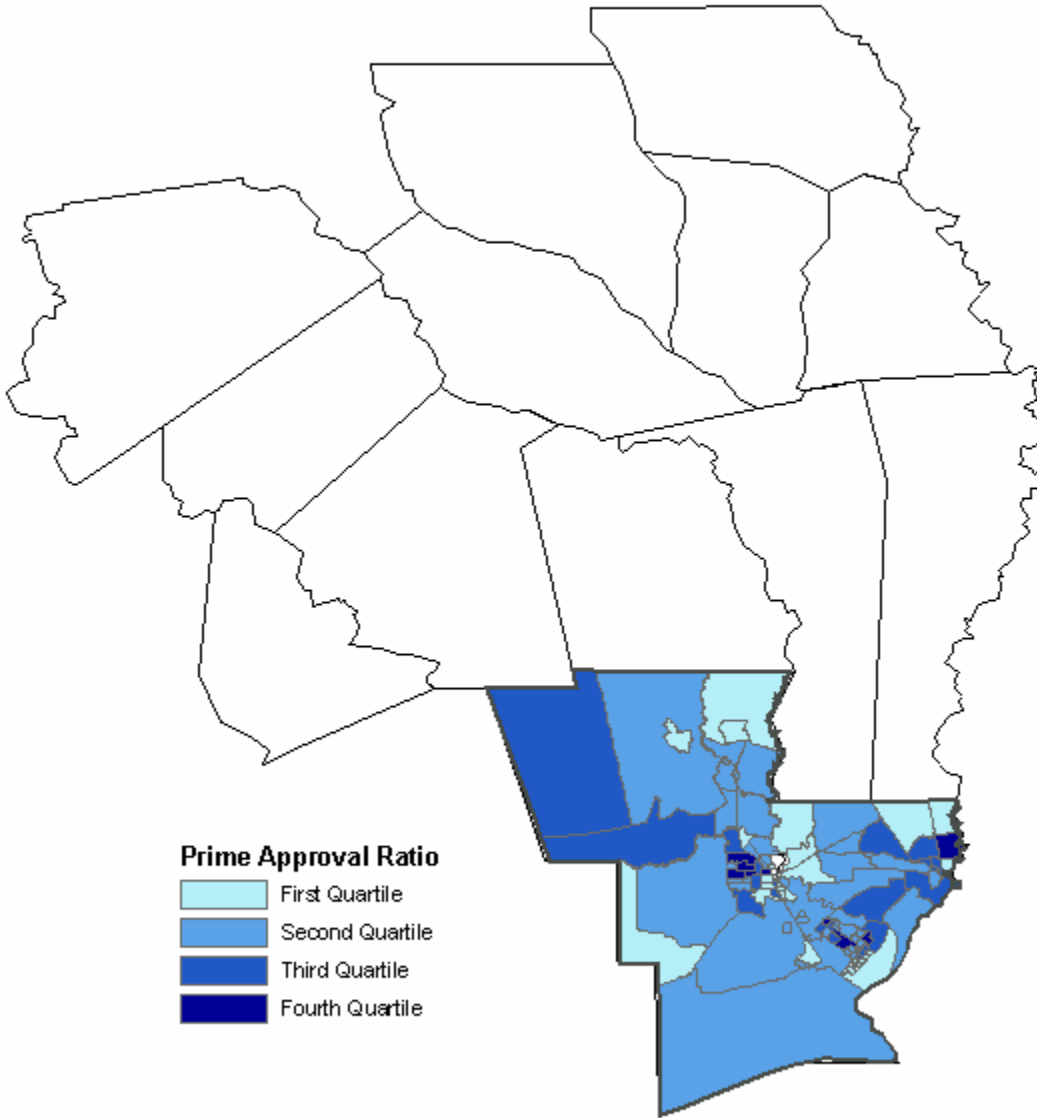 Prime Approval Ratio
First Quartile
Second Quartile
Third Quartile
Fourth Quartile